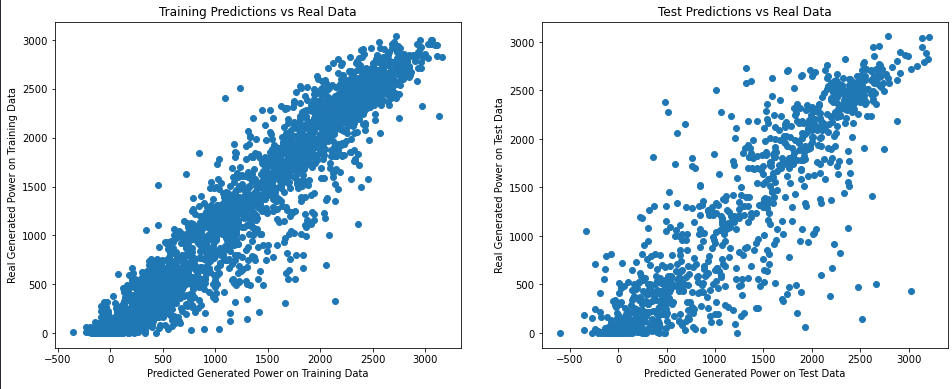 Training Predictions vs Real Data
Real Generated Power on Training Data
3000
2500
2000
1500
1000
500
0
−500 0 500 1000 1500 2000 2500 3000
Predicted Generated Power on Training Data
Test Predictions vs Real Data
Real Generated Power on Test Data
3000
2500
2000
1500
1000
500
0
−500 0 500 1000 1500 2000 2500 3000
Predicted Generated Power on Test Data